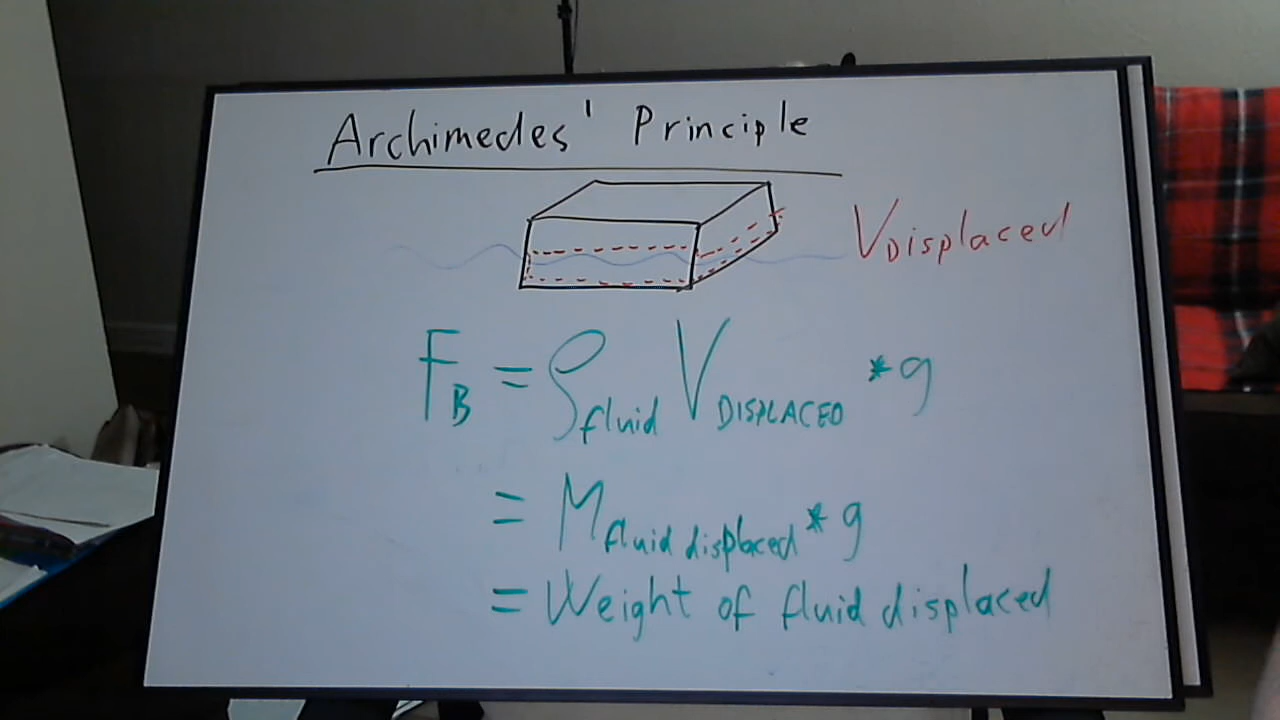 Archimedes' Principle
VDisplaced
FB = ρfluid VDISPLACED *g
= Mfluid displaced * g
= Weight of fluid displaced